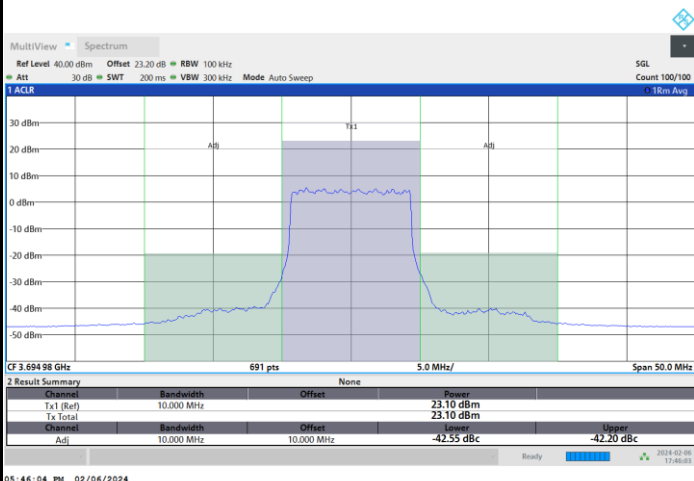 MultiView Spectrum
Ref Level 40.00 dBm Offset 23.20 dB RBW 100 kHz SGL
Att 30 dB SWT 200 ms VBW 300 kHz Mode Auto Sweep Count 100/100
1 ACLR 1Rm Avg
30 dBm
Tx1
20 dBm Adj Adj
10 dBm
0 dBm
-10 dBm
-20 dBm
-30 dBm
-40 dBm
-50 dBm
CF 3.694 98 GHz 691 pts 5.0 MHz/ Span 50.0 MHz
2 Result Summary None
Channel Bandwidth Offset Power
Tx1 (Ref) 10.000 MHz 23.10 dBm
Tx Total 23.10 dBm
Channel Bandwidth Offset Lower Upper
Adj 10.000 MHz 10.000 MHz -42.55 dBc -42.20 dBc
Ready 2024-02-06
17:46:03
05:46:04 PM 02/06/2024